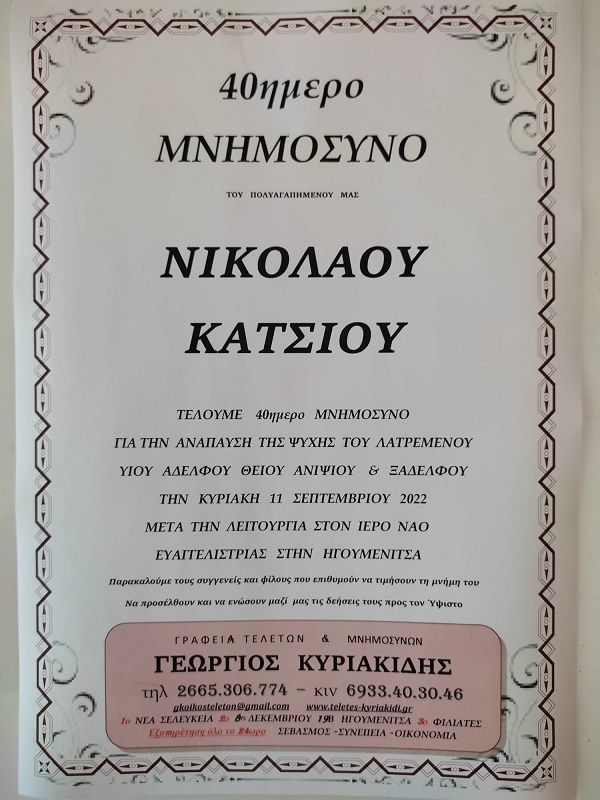 40ημερο
ΜΝΗΜΟΣΥΝΟ
ΤΟΥ ΠΟΛΥΑΓΑΠΗΜΕΝΟΥ ΜΑΣ
ΝΙΚΟΛΑΟΥ
ΚΑΤΣΙΟΥ
ΤΕΛΟΥΜΕ 40ημερο ΜΝΗΜΟΣΥΝΟ
ΓΙΑ ΤΗΝ ΑΝΑΠΑΥΣΗ ΤΗΣ ΨΥΧΗΣ ΤΟΥ ΛΑΤΡΕΜΕΝΟΥ
ΥΙΟΥ ΑΔΕΛΦΟΥ ΘΕΙΟΥ ΑΝΙΨΙΟΥ & ΞΑΔΕΛΦΟΥ
ΤΗΝ ΚΥΡΙΑΚΗ 11 ΣΕΠΤΕΜΒΡΙΟΥ 2022
ΜΕΤΑ ΤΗΝ ΛΕΙΤΟΥΡΓΙΑ ΣΤΟΝ ΙΕΡΟ ΝΑΟ
ΕΥΑΓΓΕΛΙΣΤΡΙΑΣ ΣΤΗΝ ΗΓΟΥΜΕΝΙΤΣΑ
Παρακαλούμε τους συγγενείς και φίλους που επιθυμούν να τιμήσουν τη μνήμη του
Να προσέλθουν και να ενώσουν μαζί μας τις δεήσεις τους προς τον Ύψιστο
ΓΡΑΦΕΙΑ ΤΕΛΕΤΩΝ & ΜΝΗΜΟΣΥΝΩΝ
ΓΕΩΡΓΙΟΣ ΚΥΡΙΑΚΙΔΗΣ
τηλ 2665.306.774 – κιν 6933.40.30.46
gkoikosteleton@gmail.com www.teletes-kyriakidi.gr
1ο ΝΕΑ ΣΕΛΕΥΚΕΙΑ 2ο 6ης ΔΕΚΕΜΒΡΙΟΥ 19Β ΗΓΟΥΜΕΝΙΤΣΑ 3ο ΦΙΛΙΑΤΕΣ
Εξυπηρέτηση όλο το 24ωρο ΣΕΒΑΣΜΟΣ -ΣΥΝΕΠΕΙΑ -ΟΙΚΟΝΟΜΙΑ